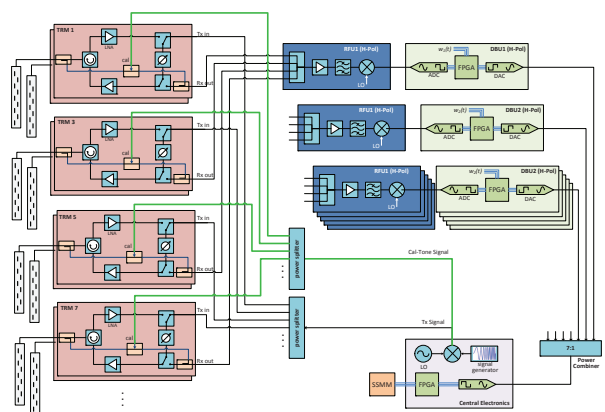 TRM 1
LNA
cal
Tx in
Rx out
RFU1 (H-Pol)
LO
DBU1 (H-Pol)
w₁(t)
ADC
FPGA
DAC
TRM 3
cal
Tx in
Rx out
RFU1 (H-Pol)
LO
DBU2 (H-Pol)
w₂(t)
ADC
FPGA
DAC
RFU1 (H-Pol)
LO
DBU2 (H-Pol)
w₂(t)
ADC
FPGA
DAC
TRM 5
LNA
cal
Tx in
Rx out
power splitter
Cal-Tone Signal
TRM 7
LNA
cal
Tx in
Rx out
power splitter
Tx Signal
7:1
Power
Combiner
LO
signal
generator
SSMM
FPGA
Central Electronics